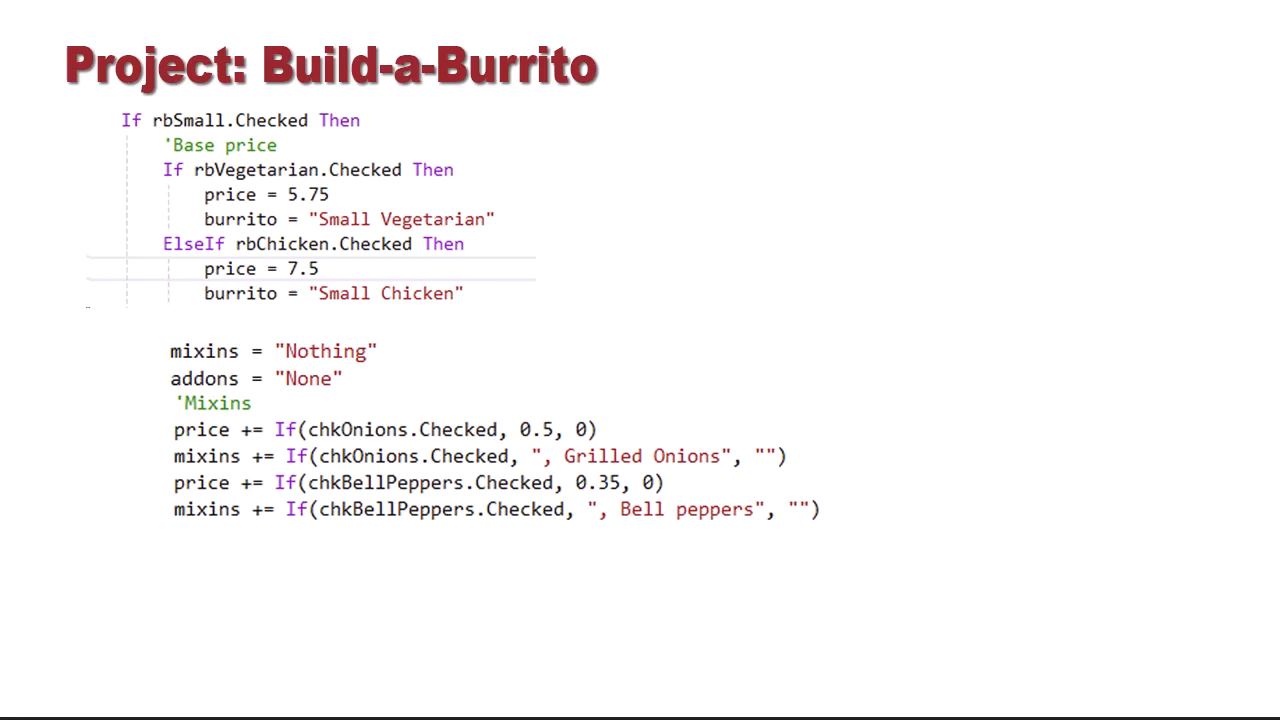 Project: Build-a-Burrito
If rbSmall.Checked Then
'Base price
If rbVegetarian.Checked Then
price = 5.75
burrito = "Small Vegetarian"
ElseIf rbChicken.Checked Then
price = 7.5
burrito = "Small Chicken"
mixins = "Nothing"
addons = "None"
'Mixins
price += If(chkOnions.Checked, 0.5, 0)
mixins += If(chkOnions.Checked, ", Grilled Onions", "")
price += If(chkBellPeppers.Checked, 0.35, 0)
mixins += If(chkBellPeppers.Checked, ", Bell peppers", "")